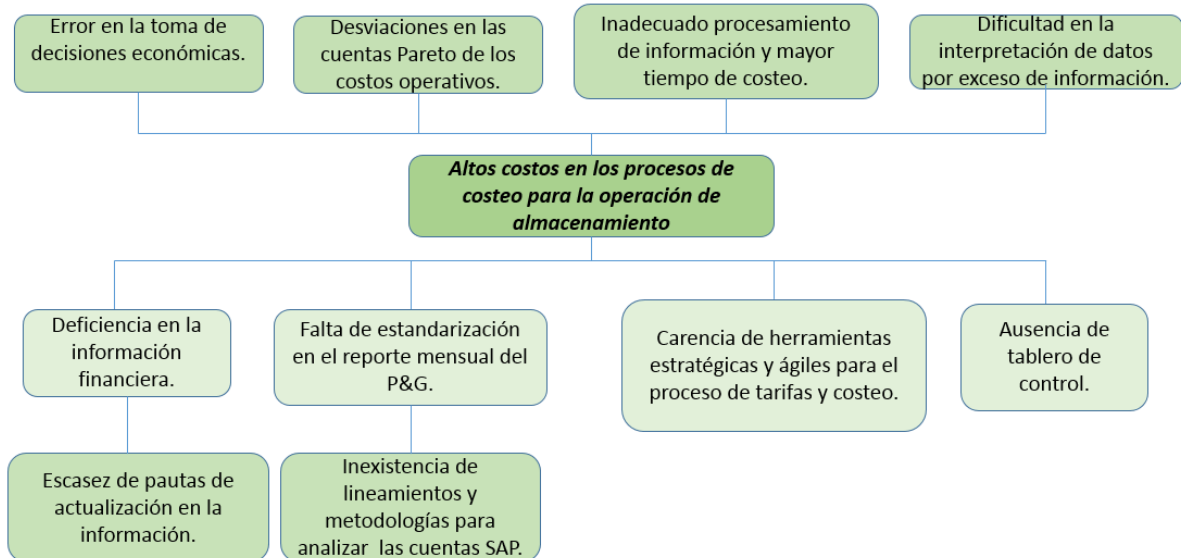 Error en la toma de
decisiones económicas.
Desviaciones en las
cuentas Pareto de los
costos operativos.
Inadecuado procesamiento
de información y mayor
tiempo de costeo.
Dificultad en la
interpretación de datos
por exceso de información.
Altos costos en los procesos de
costeo para la operación de
almacenamiento
Deficiencia en la
información
financiera.
Falta de estandarización
en el reporte mensual del
P&G.
Carencia de herramientas
estratégicas y ágiles para el
proceso de tarifas y costeo.
Ausencia de
tablero de
control.
Escasez de pautas de
actualización en la
información.
Inexistencia de
lineamientos y
metodologías para
analizar las cuentas SAP.